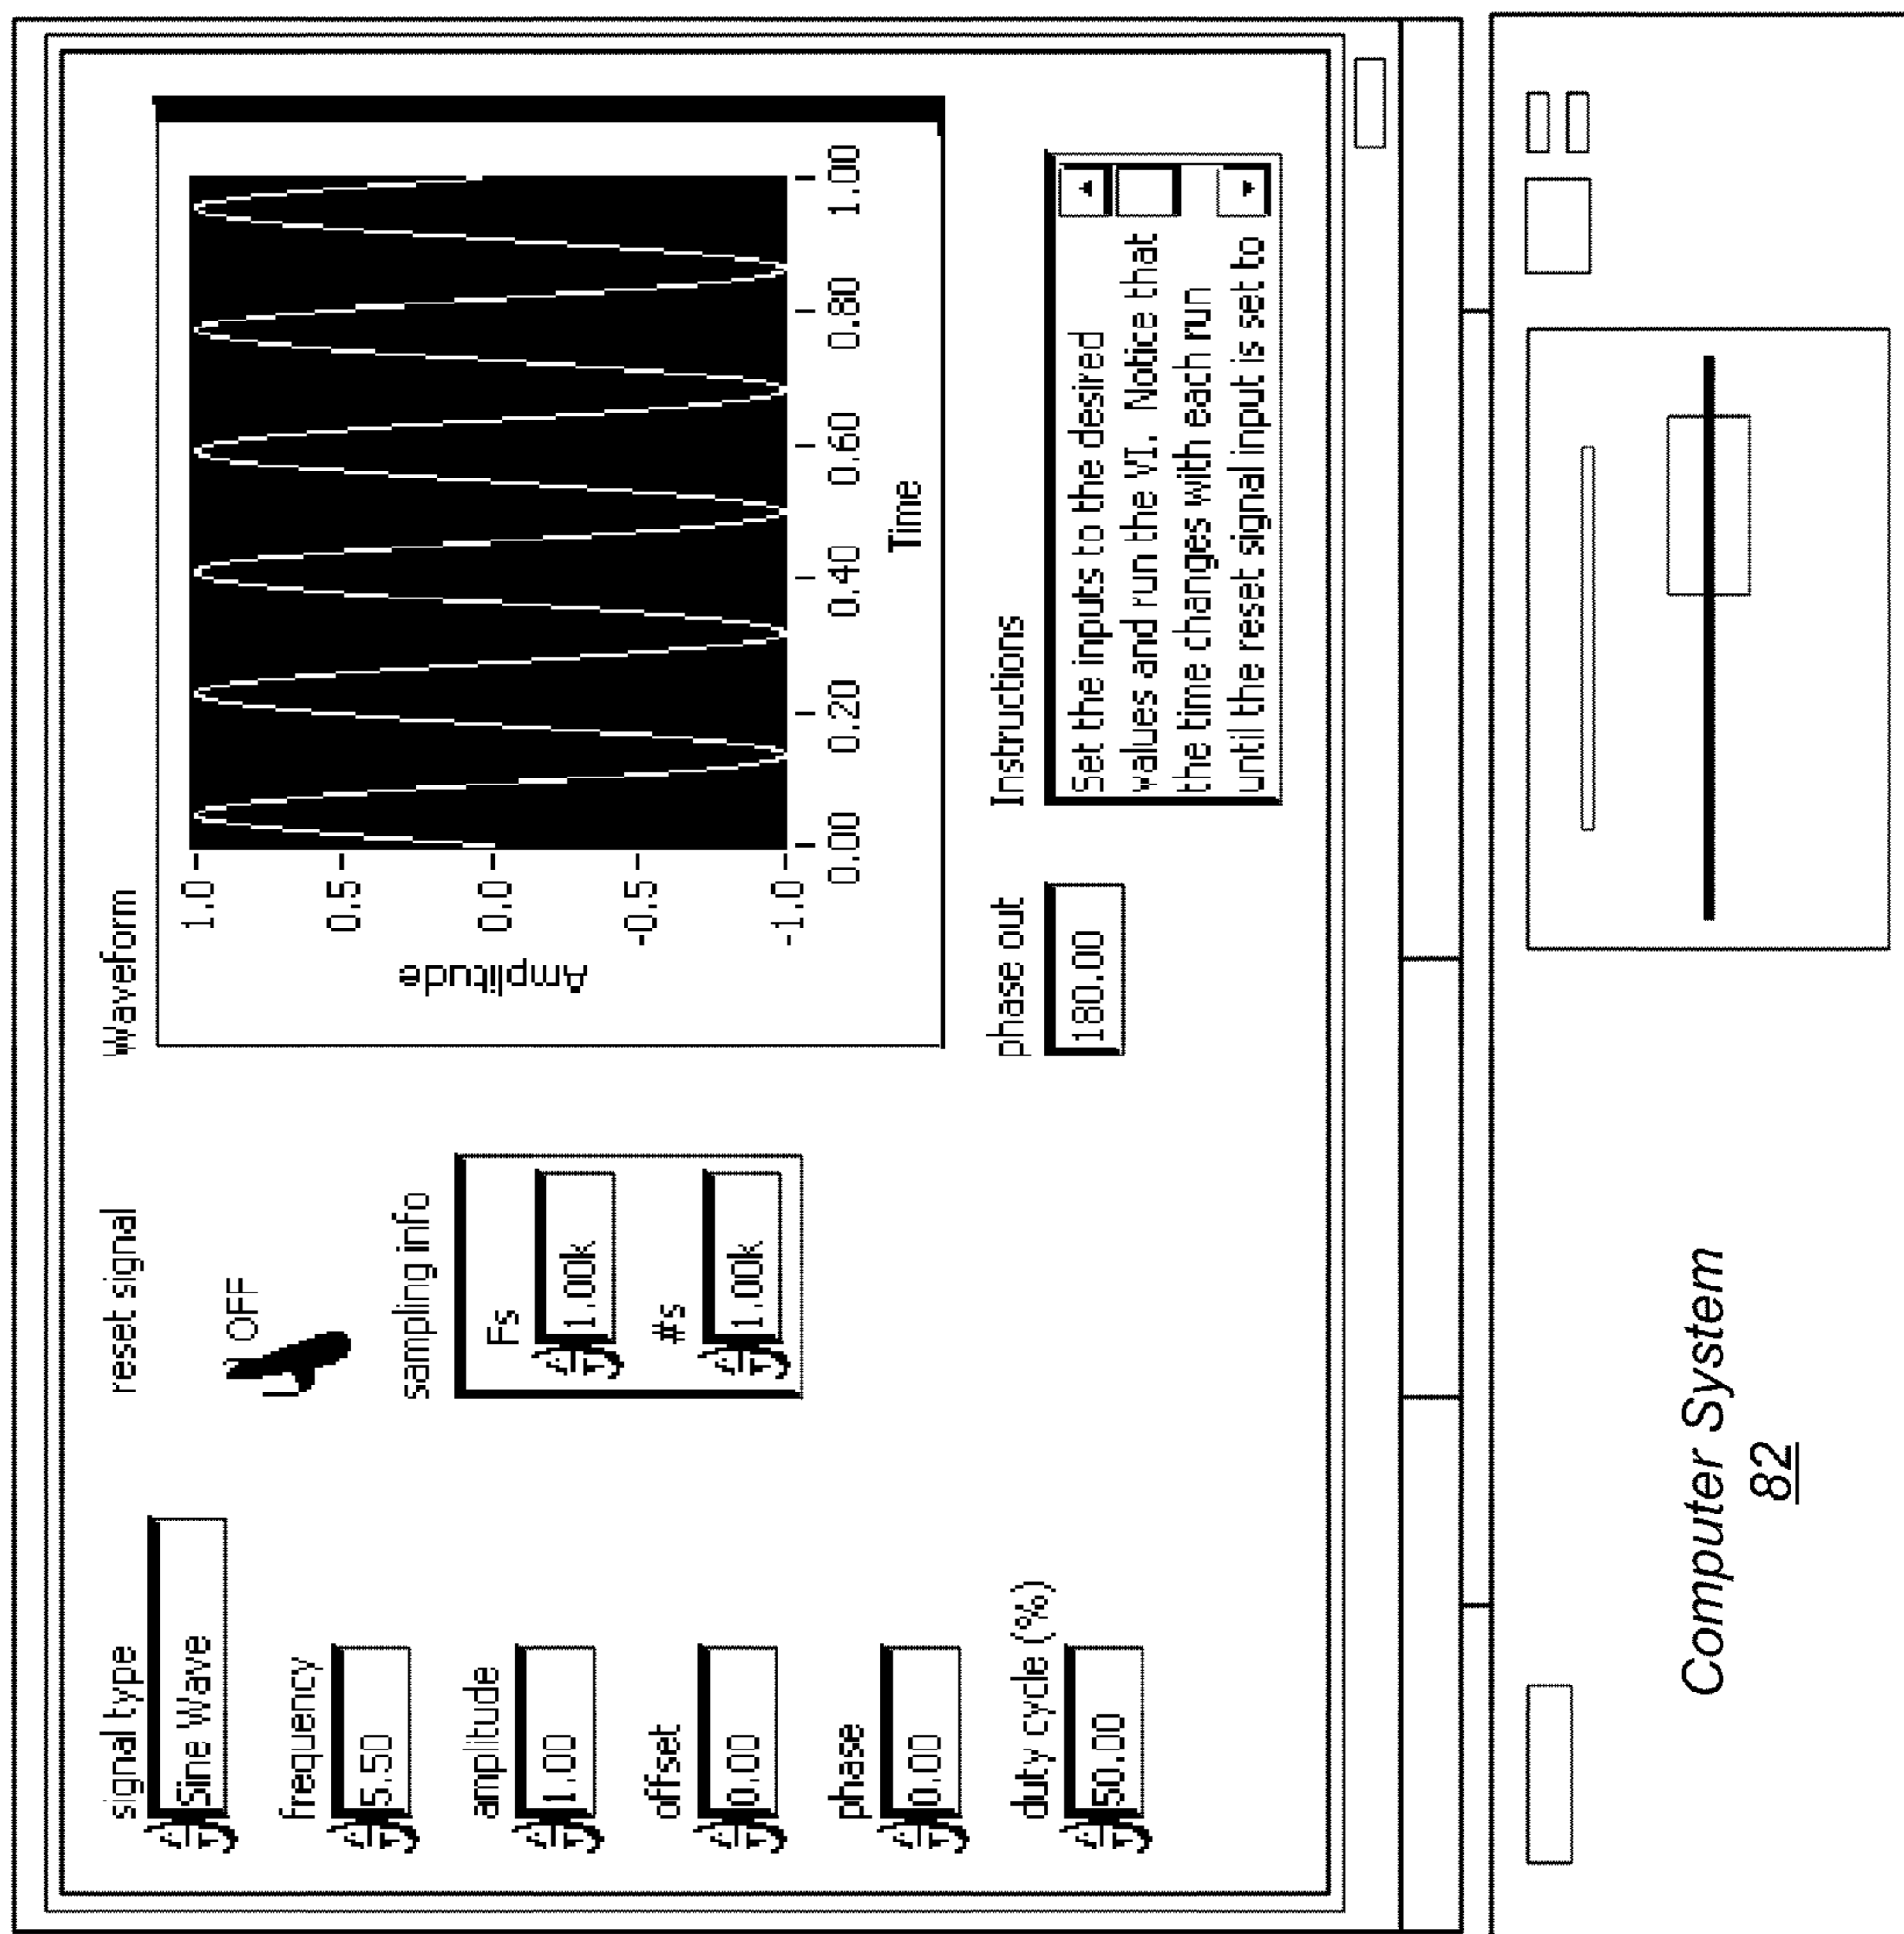 signal type
Sine Wave
frequency
5.50
amplitude
1.00
offset
0.00
phase
0.00
duty cycle (%)
50.00
reset signal
OFF
sampling info
Fs
1.00k
#s
1.00k
Waveform
Amplitude
1.0
0.5
0.0
-0.5
-1.0
0.00
0.20
0.40
0.60
0.80
1.00
Time
phase out
180.00
Instructions
Set the inputs to the desired
values and run the VI. Notice that
the time changes with each run
until the reset signal input is set to
Computer System
82